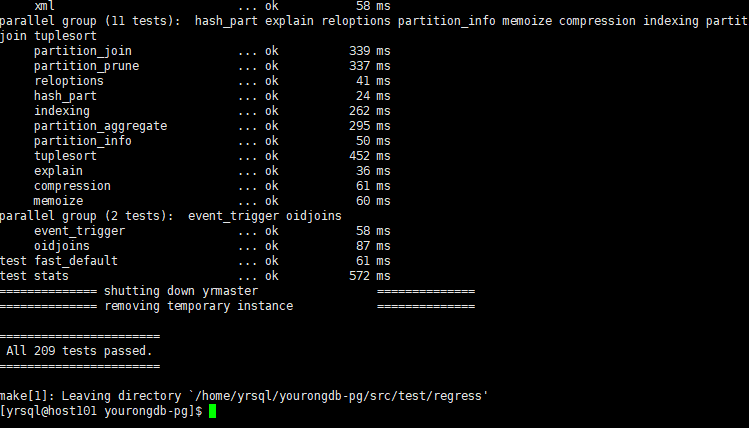 xml ... ok 58 ms
parallel group (11 tests): hash_part explain reloptions partition_info memoize compression indexing partit
join tuplesort
partition_join ... ok 339 ms
partition_prune ... ok 337 ms
reloptions ... ok 41 ms
hash_part ... ok 24 ms
indexing ... ok 262 ms
partition_aggregate ... ok 295 ms
partition_info ... ok 50 ms
tuplesort ... ok 452 ms
explain ... ok 36 ms
compression ... ok 61 ms
memoize ... ok 60 ms
parallel group (2 tests): event_trigger oidjoins
event_trigger ... ok 58 ms
oidjoins ... ok 87 ms
test fast_default ... ok 61 ms
test stats ... ok 572 ms
============== shutting down yrmaster ==============
============== removing temporary instance ==============
=======================
All 209 tests passed.
=======================
make[1]: Leaving directory `/home/yrsql/yourongdb-pg/src/test/regress'
[yrsql@host101 yourongdb-pg]$